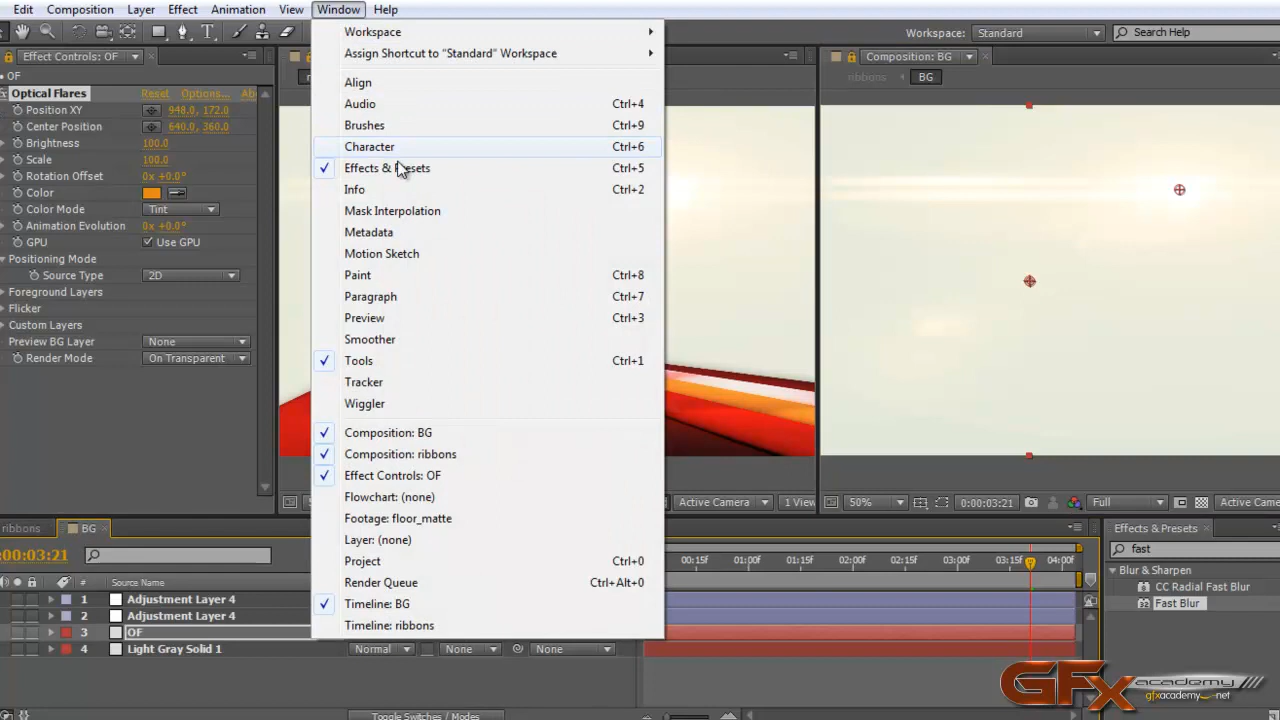 Edit Composition Layer Effect Animation View Window Help
Workspace: Standard Search Help
Effect Controls: OF
OF
Optical Flares Reset Options... Ab
Position XY 948.0, 172.0
Center Position 640.0, 360.0
Brightness 100.0
Scale 100.0
Rotation Offset 0x +0.0°
Color
Color Mode Tint
Animation Evolution 0x +0.0°
GPU Use GPU
Positioning Mode
Source Type 2D
Foreground Layers
Flicker
Custom Layers
Preview BG Layer None
Render Mode On Transparent
Workspace
Assign Shortcut to “Standard” Workspace
Align
Audio Ctrl+4
Brushes Ctrl+9
Character Ctrl+6
Effects & Presets Ctrl+5
Info Ctrl+2
Mask Interpolation
Metadata
Motion Sketch
Paint Ctrl+8
Paragraph Ctrl+7
Preview Ctrl+3
Smoother
Tools Ctrl+1
Tracker
Wiggler
Composition: BG
Composition: ribbons
Effect Controls: OF
Flowchart: (none)
Footage: floor_matte
Layer: (none)
Project Ctrl+0
Render Queue Ctrl+Alt+0
Timeline: BG
Timeline: ribbons
Composition: BG
ribbons BG
Active Camera 1 View
50% 0:00:03:21 Full Active Came
ribbons BG
0:00:03:21
# Source Name
1 Adjustment Layer 4
2 Adjustment Layer 4
3 OF
4 Light Gray Solid 1 Normal None None
00:15f 01:00f 01:15f 02:00f 02:15f 03:00f 03:15f 04:00f
Toggle Switches / Modes
Effects & Presets
fast
Blur & Sharpen
CC Radial Fast Blur
Fast Blur
GFx academy
gfxacademy.net